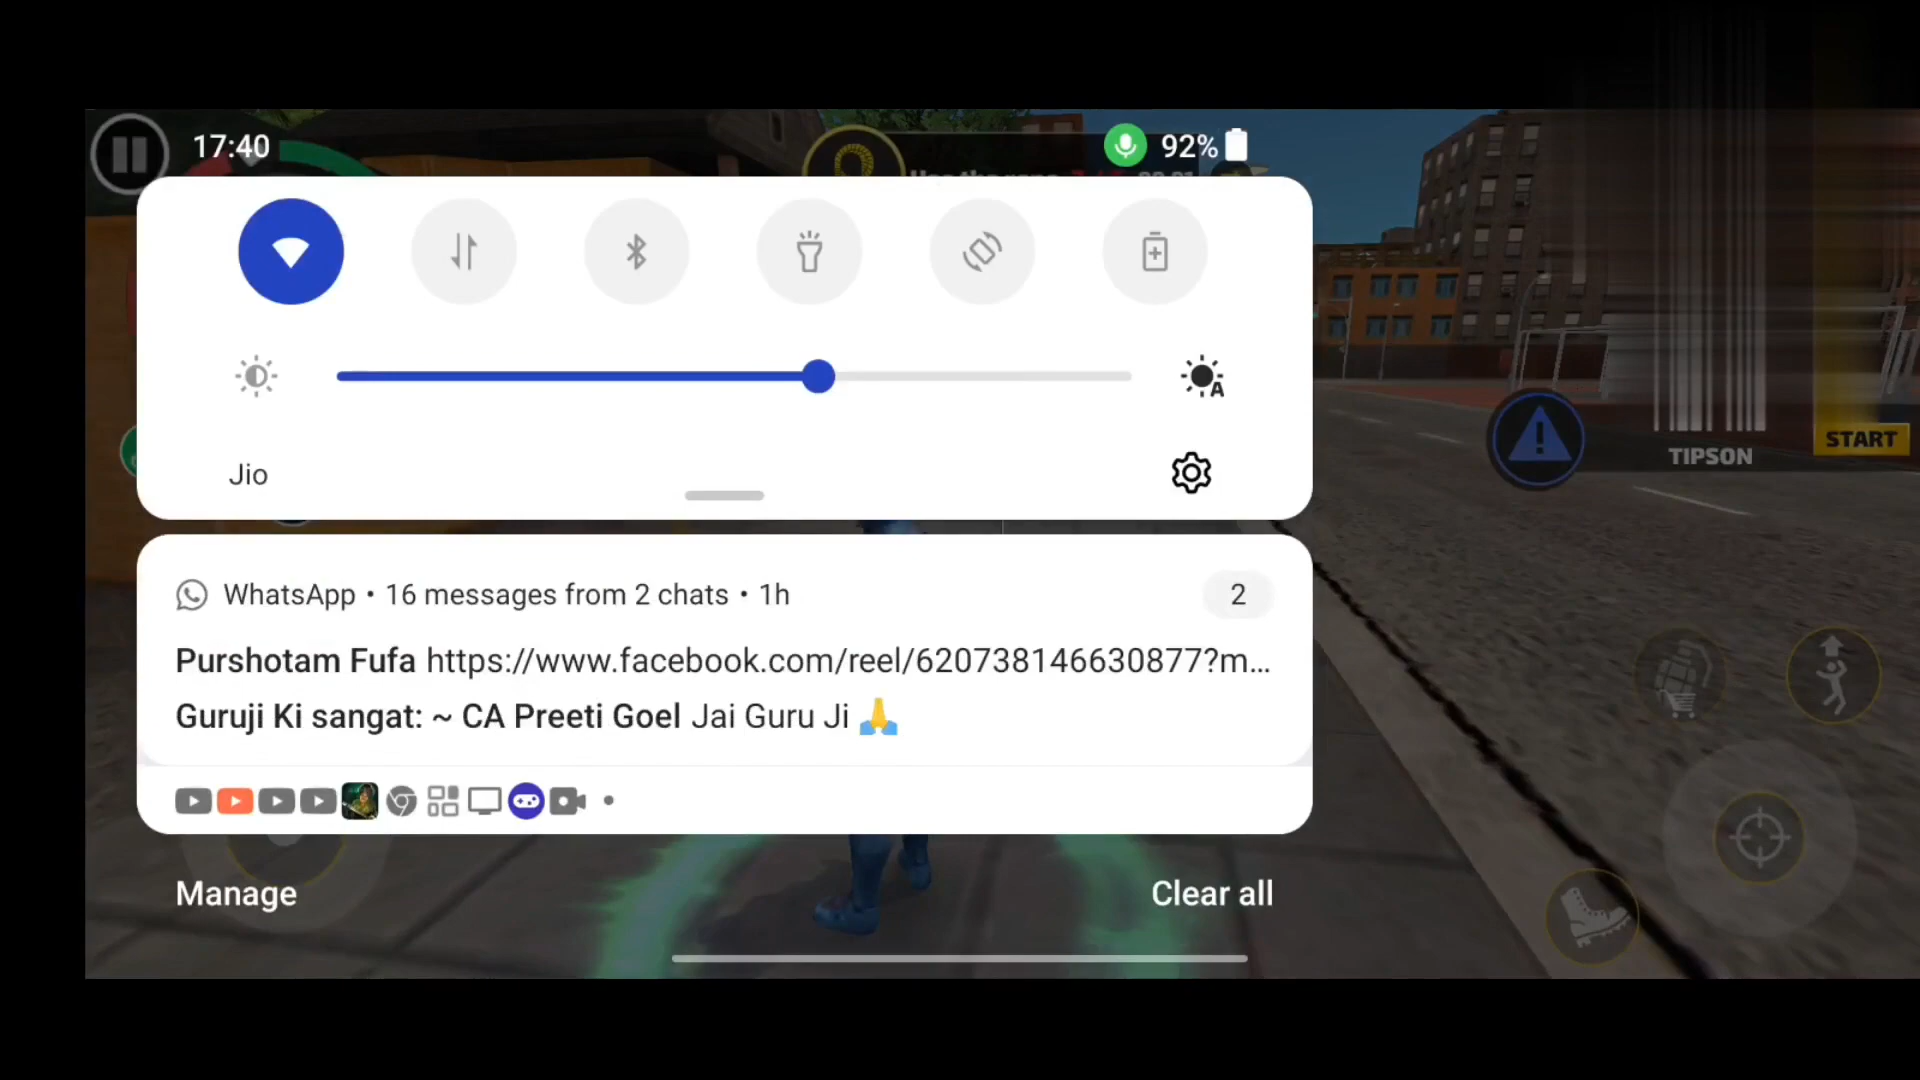 17:40
92%
TIPSON
START
Jio
A
WhatsApp • 16 messages from 2 chats • 1h
2
Purshotam Fufa https://www.facebook.com/reel/620738146630877?m...
Guruji Ki sangat: ~ CA Preeti Goel Jai Guru Ji 🙏
Manage
Clear all